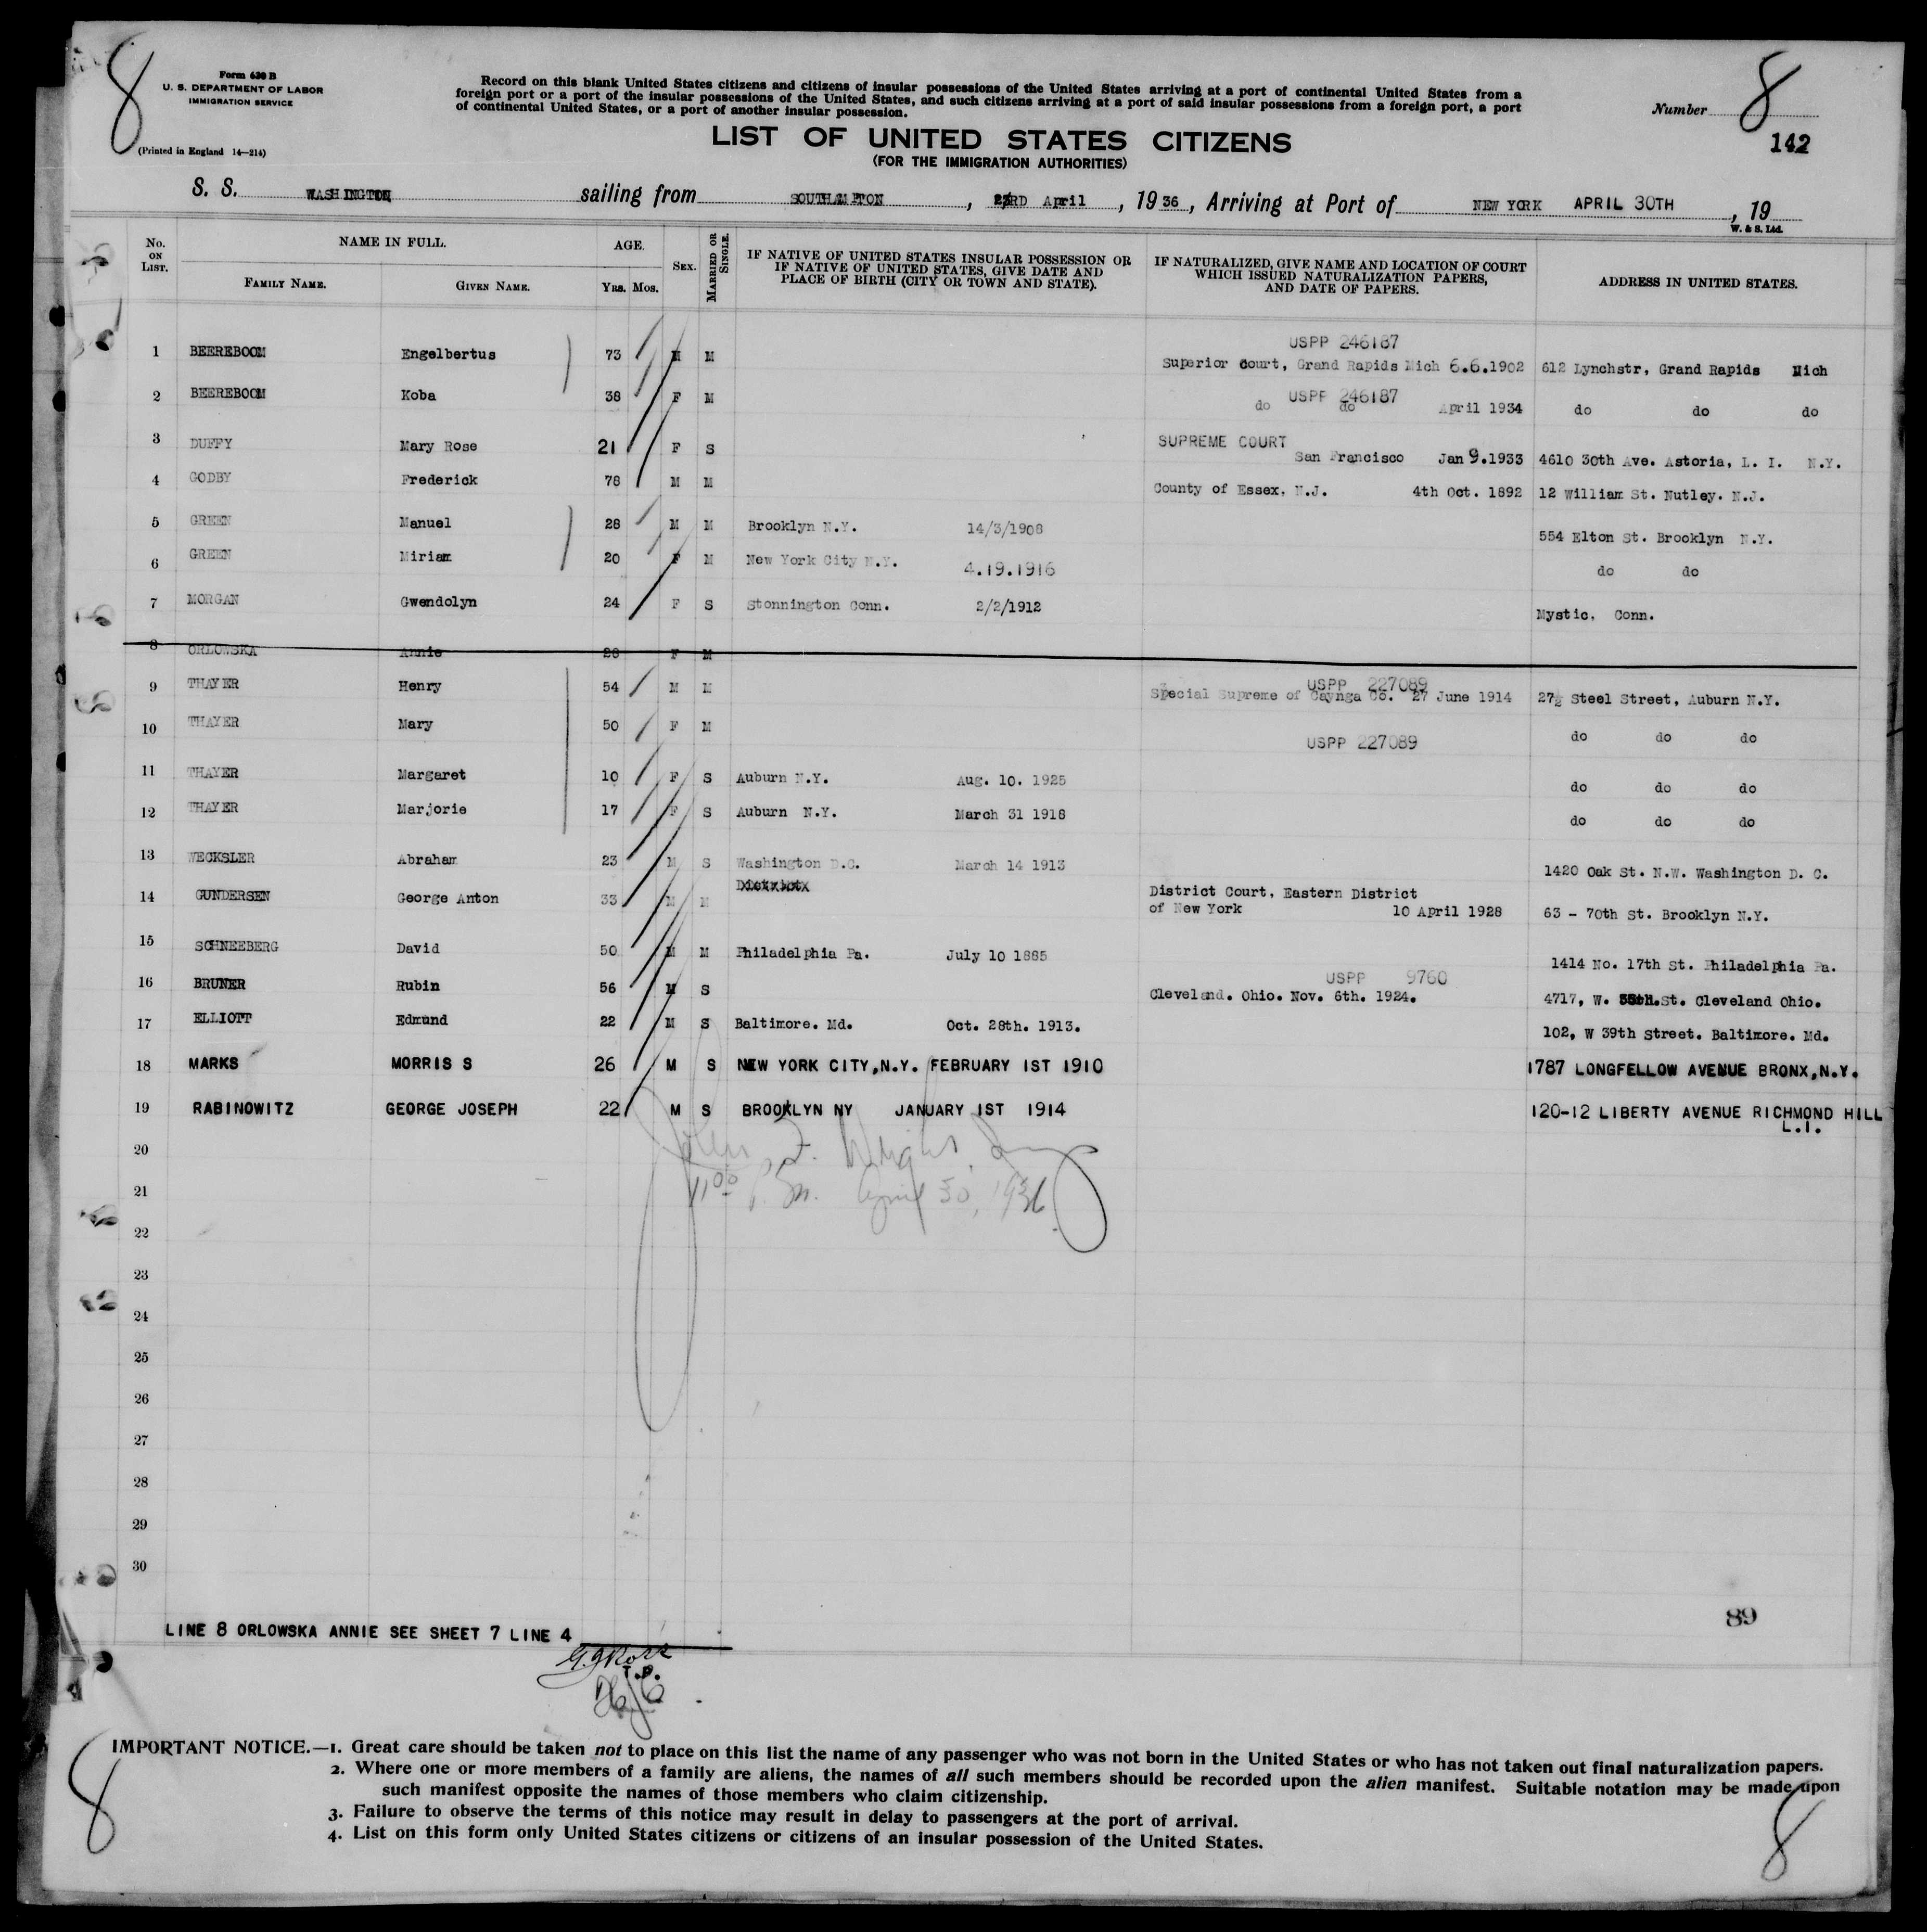 8
8
Form 630 B
U. S. DEPARTMENT OF LABOR
IMMIGRATION SERVICE
(Printed in England 14—214)
Record on this blank United States citizens and citizens of insular possessions of the United States arriving at a port of continental United States from a
foreign port or a port of the insular possessions of the United States, and such citizens arriving at a port of said insular possessions from a foreign port, a port
of continental United States, or a port of another insular possession.
Number
142
LIST OF UNITED STATES CITIZENS
(FOR THE IMMIGRATION AUTHORITIES)
S. S. WASHINGTON sailing from SOUTHAMPTON, 23RD April, 1936, Arriving at Port of NEW YORK APRIL 30TH, 19
W. & S. Ltd.
No. ON LIST. NAME IN FULL. FAMILY NAME. GIVEN NAME. AGE. YRS. MOS. SEX. MARRIED OR SINGLE. IF NATIVE OF UNITED STATES INSULAR POSSESSION OR IF NATIVE OF UNITED STATES, GIVE DATE AND PLACE OF BIRTH (CITY OR TOWN AND STATE). IF NATURALIZED, GIVE NAME AND LOCATION OF COURT WHICH ISSUED NATURALIZATION PAPERS, AND DATE OF PAPERS. ADDRESS IN UNITED STATES.
USPP 246187
1 BEEREBOOM Engelbertus 73 M M Superior Court, Grand Rapids Mich 6.6.1902 612 Lynchstr, Grand Rapids Mich
USPP 246187
2 BEEREBOOM Koba 38 F M do do April 1934 do do do
3 DUFFY Mary Rose 21 F S SUPREME COURT San Francisco Jan 9.1933 4610 30th Ave. Astoria, L. I. N.Y.
4 GODBY Frederick 78 M M County of Essex, N.J. 4th Oct. 1892 12 William St. Nutley. N.J.
5 GREEN Manuel 28 M M Brooklyn N.Y. 14/3/1908 554 Elton St. Brooklyn N.Y.
6 GREEN Miriam 20 F M New York City N.Y. 4.19.1916 do do
7 MORGAN Gwendolyn 24 F S Stonnington Conn. 2/2/1912 Mystic, Conn.
8 ORLOWSKA Annie 26 F M
USPP 227089
9 THAYER Henry 54 M M Special Supreme of Caynga Co. 27 June 1914 27½ Steel Street, Auburn N.Y.
10 THAYER Mary 50 F M USPP 227089 do do do
11 THAYER Margaret 10 F S Auburn N.Y. Aug. 10. 1925 do do do
12 THAYER Marjorie 17 F S Auburn N.Y. March 31 1918 do do do
13 WECKSLER Abraham 23 M S Washington D.C. March 14 1913 1420 Oak St. N.W. Washington D. C.
14 GUNDERSEN George Anton 33 M M District Court, Eastern District of New York 10 April 1928 63 - 70th St. Brooklyn N.Y.
15 SCHNEEBERG David 50 M M Philadelphia Pa. July 10 1885 1414 No. 17th St. Philadelphia Pa.
USPP 9760
16 BRUNER Rubin 56 M S Cleveland. Ohio. Nov. 6th. 1924. 4717, W. St. Cleveland Ohio.
17 ELLIOTT Edmund 22 M S Baltimore. Md. Oct. 28th. 1913. 102, W 39th Street. Baltimore. Md.
18 MARKS MORRIS S 26 M S NEW YORK CITY, N.Y. FEBRUARY 1ST 1910 1787 LONGFELLOW AVENUE BRONX, N.Y.
19 RABINOWITZ GEORGE JOSEPH 22 M S BROOKLYN NY JANUARY 1ST 1914 120-12 LIBERTY AVENUE RICHMOND HILL
L.I.
20
John F. Wright
21
11 00 P.M. April 30, 1936
22
23
24
25
26
27
28
29
30
89
LINE 8 ORLOWSKA ANNIE SEE SHEET 7 LINE 4
T.P.
IMPORTANT NOTICE.—1. Great care should be taken not to place on this list the name of any passenger who was not born in the United States or who has not taken out final naturalization papers.
2. Where one or more members of a family are aliens, the names of all such members should be recorded upon the alien manifest. Suitable notation may be made upon
such manifest opposite the names of those members who claim citizenship.
3. Failure to observe the terms of this notice may result in delay to passengers at the port of arrival.
4. List on this form only United States citizens or citizens of an insular possession of the United States.
8
8